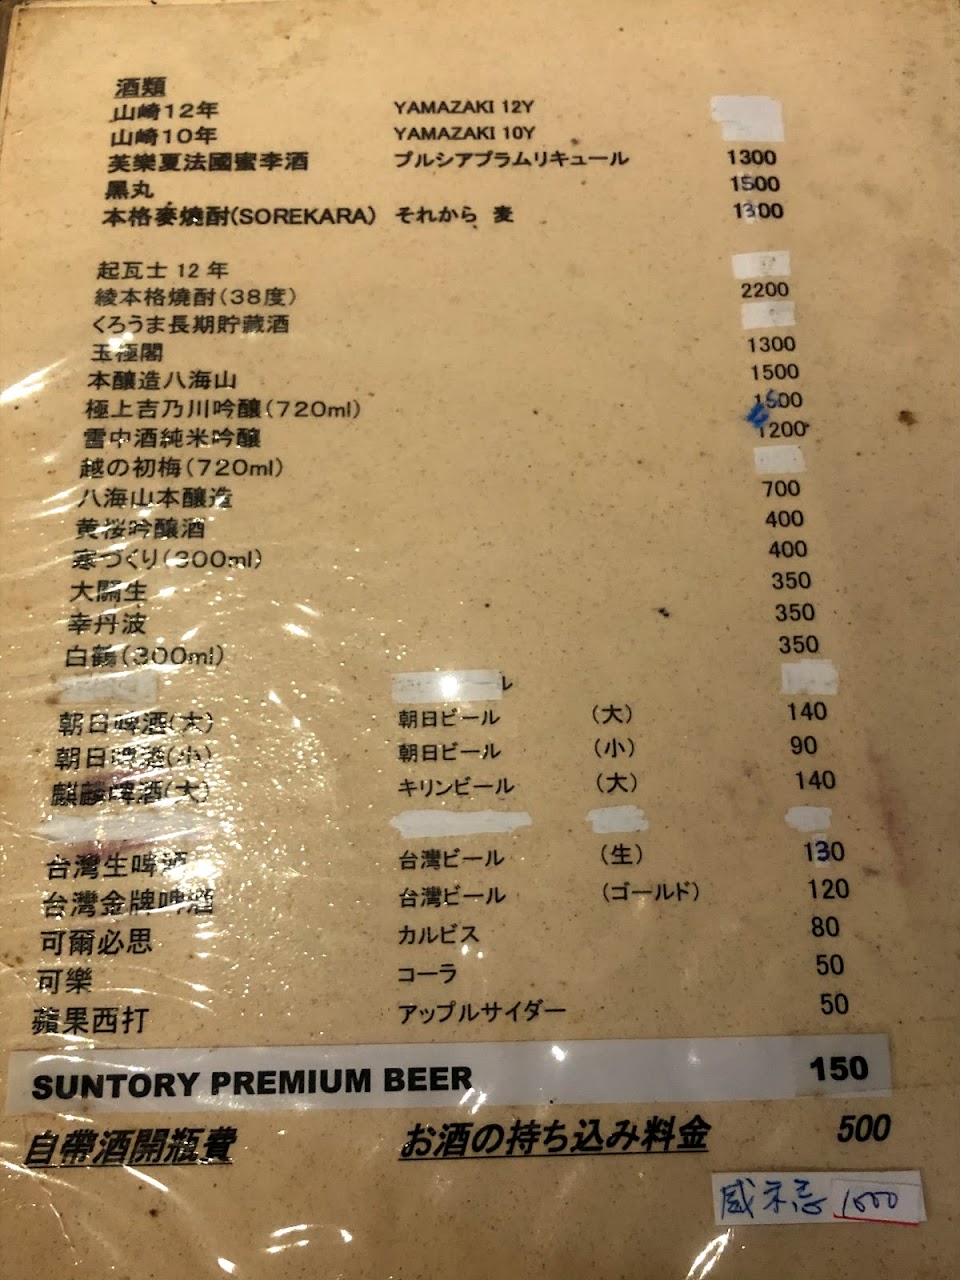 酒類
山崎12年 YAMAZAKI 12Y
山崎10年 YAMAZAKI 10Y
芙樂夏法國蜜李酒 プルシアプラムリキュール 1300
黑丸 1500
本格麥燒酎(SOREKARA) それから 麦 1300
起瓦士 12 年
綾本格燒酎(38度) 2200
くろうま長期貯藏酒
玉極閣 1300
本釀造八海山 1500
極上吉乃川吟釀(720ml)
雪中酒純米吟釀 1200
越の初梅(720ml)
八海山本釀造 700
黄桜吟釀酒 400
寒づくり(300ml) 400
大關生 350
幸丹波 350
白鶴(300ml) 350
朝日啤酒(大) 朝日ビール (大) 140
朝日啤酒(小) 朝日ビール (小) 90
麒麟啤酒(大) キリンビール (大) 140
台灣生啤酒 台灣ビール (生) 130
台灣金牌啤酒 台灣ビール (ゴールド) 120
可爾必思 カルピス 80
可樂 コーラ 50
蘋果西打 アップルサイダー 50
SUNTORY PREMIUM BEER 150
自帶酒開瓶費 お酒の持ち込み料金 500
威士忌 1000